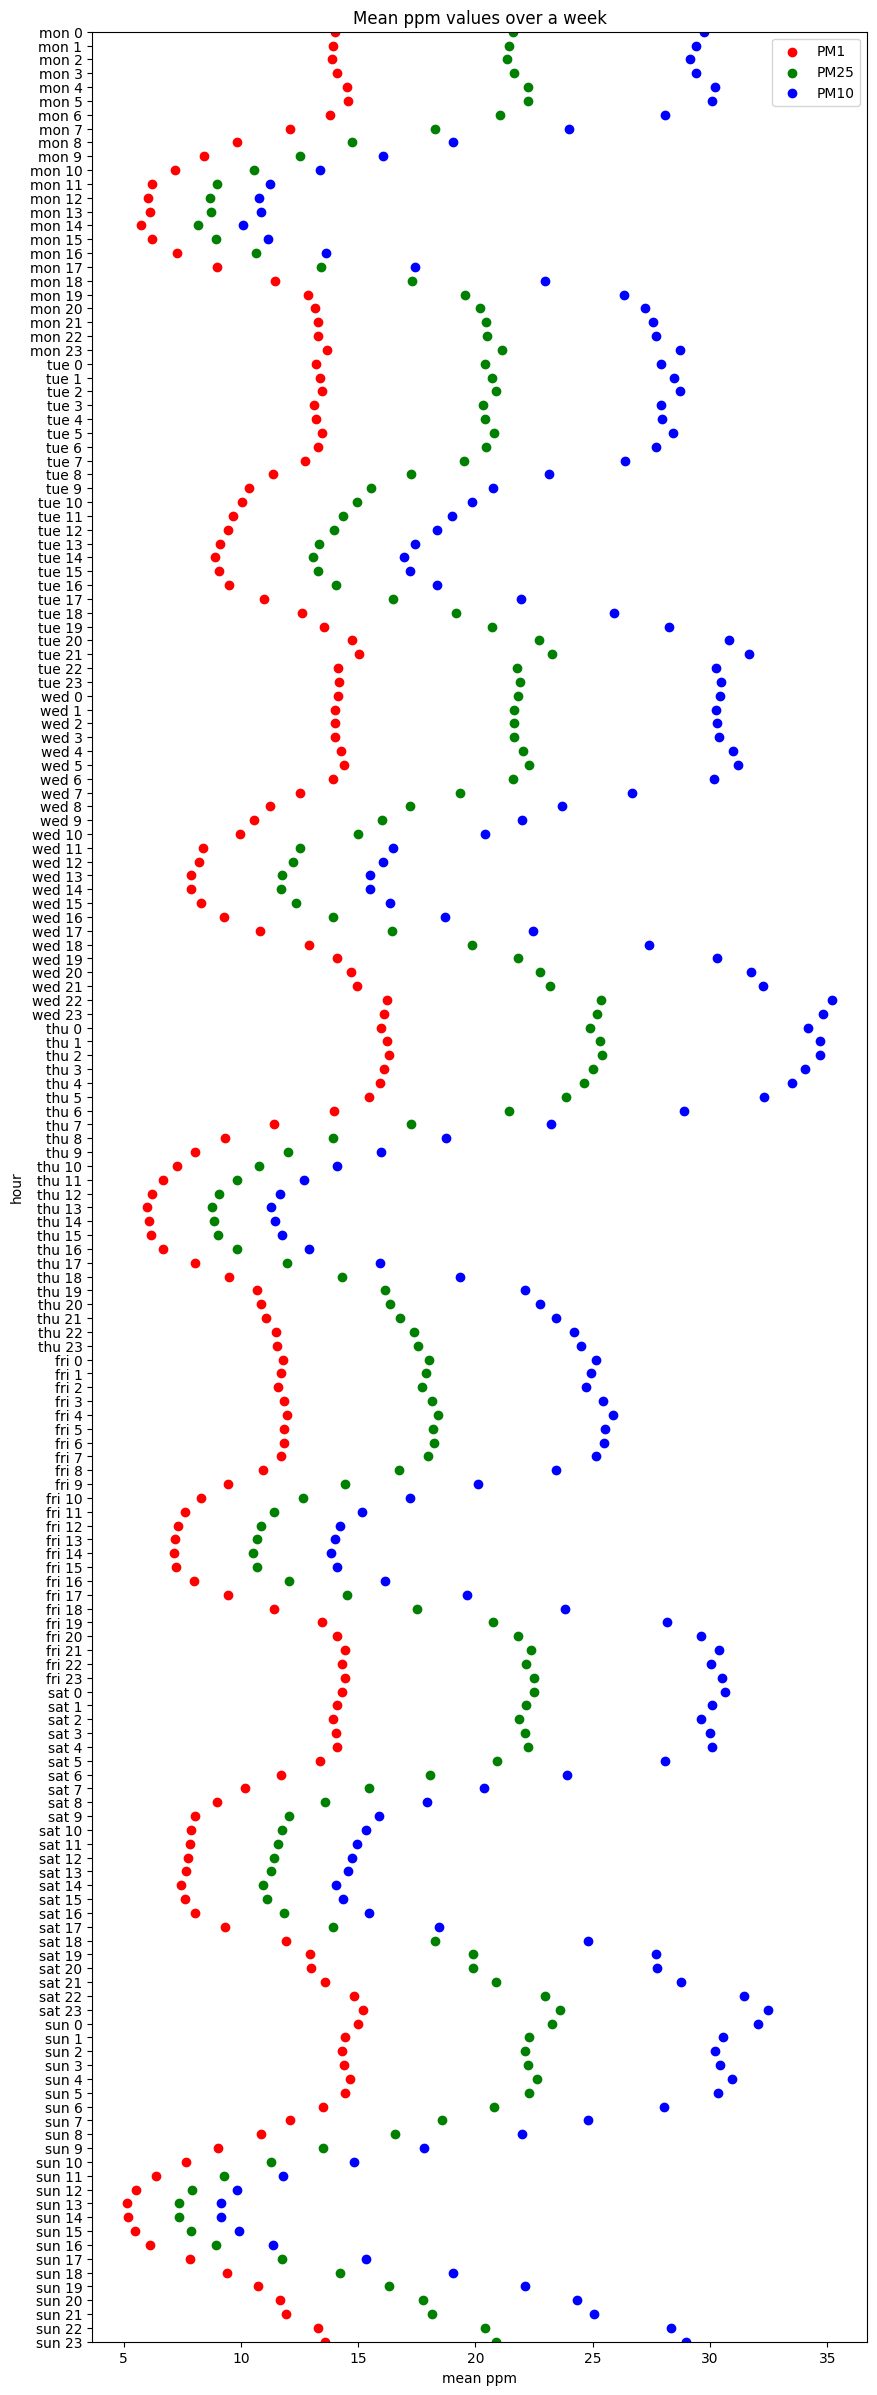 Mean ppm values over a week
PM1
PM25
PM10
mon 0
mon 1
mon 2
mon 3
mon 4
mon 5
mon 6
mon 7
mon 8
mon 9
mon 10
mon 11
mon 12
mon 13
mon 14
mon 15
mon 16
mon 17
mon 18
mon 19
mon 20
mon 21
mon 22
mon 23
tue 0
tue 1
tue 2
tue 3
tue 4
tue 5
tue 6
tue 7
tue 8
tue 9
tue 10
tue 11
tue 12
tue 13
tue 14
tue 15
tue 16
tue 17
tue 18
tue 19
tue 20
tue 21
tue 22
tue 23
wed 0
wed 1
wed 2
wed 3
wed 4
wed 5
wed 6
wed 7
wed 8
wed 9
wed 10
wed 11
wed 12
wed 13
wed 14
wed 15
wed 16
wed 17
wed 18
wed 19
wed 20
wed 21
wed 22
wed 23
thu 0
thu 1
thu 2
thu 3
thu 4
thu 5
thu 6
thu 7
thu 8
thu 9
thu 10
thu 11
thu 12
thu 13
thu 14
thu 15
thu 16
thu 17
thu 18
thu 19
thu 20
thu 21
thu 22
thu 23
fri 0
fri 1
fri 2
fri 3
fri 4
fri 5
fri 6
fri 7
fri 8
fri 9
fri 10
fri 11
fri 12
fri 13
fri 14
fri 15
fri 16
fri 17
fri 18
fri 19
fri 20
fri 21
fri 22
fri 23
sat 0
sat 1
sat 2
sat 3
sat 4
sat 5
sat 6
sat 7
sat 8
sat 9
sat 10
sat 11
sat 12
sat 13
sat 14
sat 15
sat 16
sat 17
sat 18
sat 19
sat 20
sat 21
sat 22
sat 23
sun 0
sun 1
sun 2
sun 3
sun 4
sun 5
sun 6
sun 7
sun 8
sun 9
sun 10
sun 11
sun 12
sun 13
sun 14
sun 15
sun 16
sun 17
sun 18
sun 19
sun 20
sun 21
sun 22
sun 23
hour
5 10 15 20 25 30 35
mean ppm